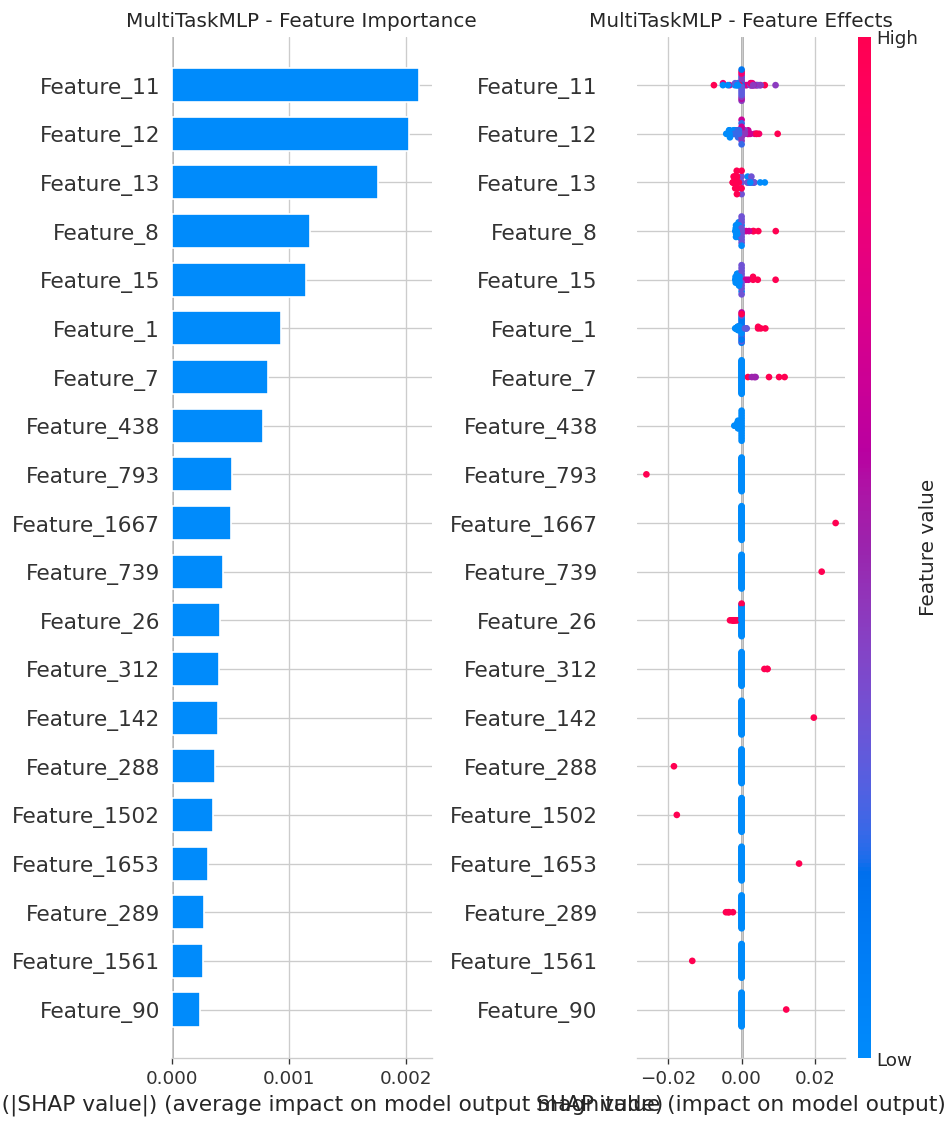 MultiTaskMLP - Feature Importance
Feature_11
Feature_12
Feature_13
Feature_8
Feature_15
Feature_1
Feature_7
Feature_438
Feature_793
Feature_1667
Feature_739
Feature_26
Feature_312
Feature_142
Feature_288
Feature_1502
Feature_1653
Feature_289
Feature_1561
Feature_90
0.000 0.001 0.002
(|SHAP value|) (average impact on model output magnitude)
MultiTaskMLP - Feature Effects
Feature_11
Feature_12
Feature_13
Feature_8
Feature_15
Feature_1
Feature_7
Feature_438
Feature_793
Feature_1667
Feature_739
Feature_26
Feature_312
Feature_142
Feature_288
Feature_1502
Feature_1653
Feature_289
Feature_1561
Feature_90
−0.02 0.00 0.02
SHAP value (impact on model output)
High
Feature value
Low